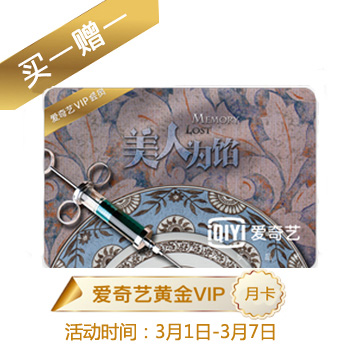 买一赠一
爱奇艺VIP会员
MEMORY
LOST
美人为馅
iQIYI 爱奇艺
爱奇艺黄金VIP 月卡
活动时间：3月1日-3月7日